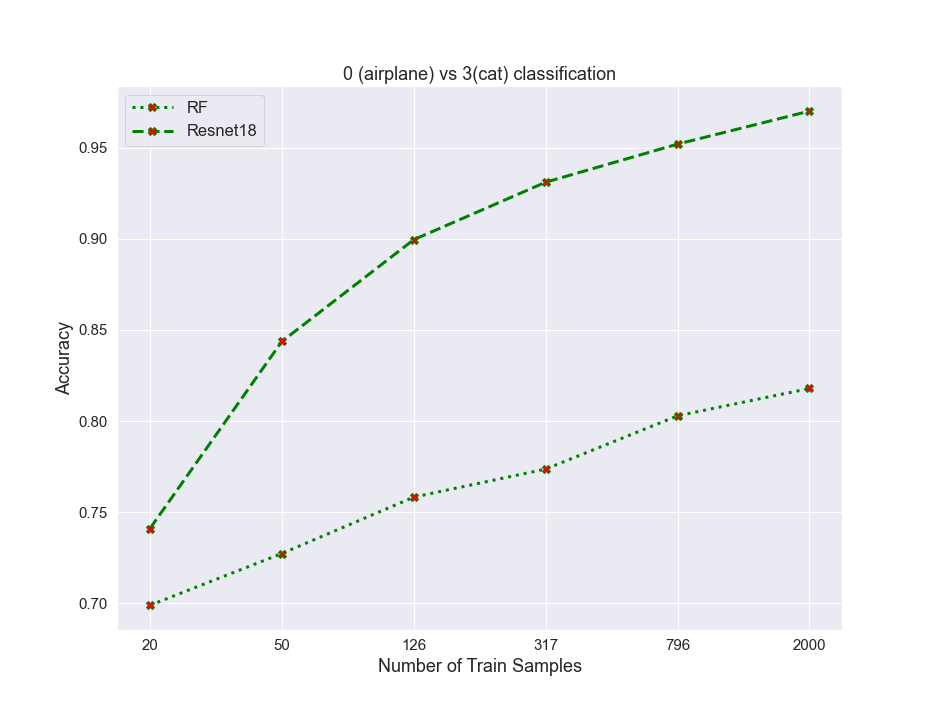 0 (airplane) vs 3(cat) classification
RF
Resnet18
0.95
0.90
0.85
0.80
0.75
0.70
Accuracy
20 50 126 317 796 2000
Number of Train Samples